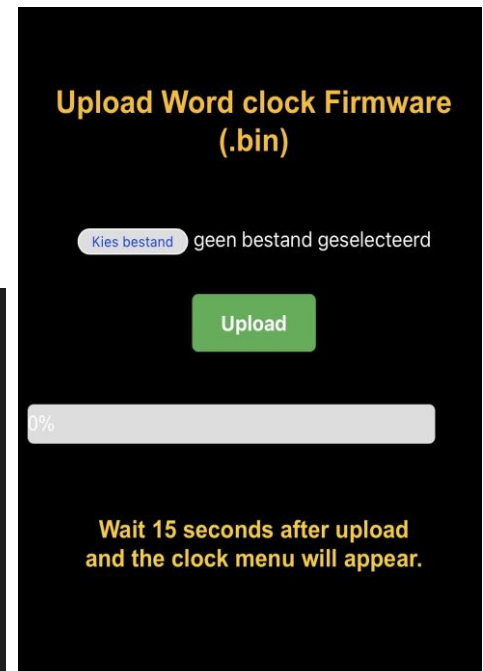 Upload Word clock Firmware
(.bin)
Kies bestand geen bestand geselecteerd
Upload
0%
Wait 15 seconds after upload
and the clock menu will appear.